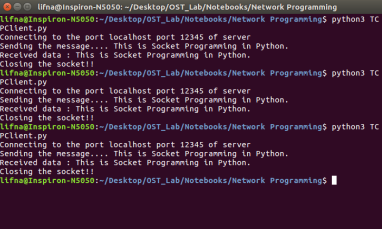 lifna@Inspiron-N5050: ~/Desktop/OST_Lab/Notebooks/Network Programming
lifna@Inspiron-N5050:~/Desktop/OST_Lab/Notebooks/Network Programming$ python3 TC
PClient.py
Connecting to the port localhost port 12345 of server
Sending the message.... This is Socket Programming in Python.
Received data : This is Socket Programming in Python.
Closing the socket!!
lifna@Inspiron-N5050:~/Desktop/OST_Lab/Notebooks/Network Programming$ python3 TC
PClient.py
Connecting to the port localhost port 12345 of server
Sending the message.... This is Socket Programming in Python.
Received data : This is Socket Programming in Python.
Closing the socket!!
lifna@Inspiron-N5050:~/Desktop/OST_Lab/Notebooks/Network Programming$ python3 TC
PClient.py
Connecting to the port localhost port 12345 of server
Sending the message.... This is Socket Programming in Python.
Received data : This is Socket Programming in Python.
Closing the socket!!
lifna@Inspiron-N5050:~/Desktop/OST_Lab/Notebooks/Network Programming$